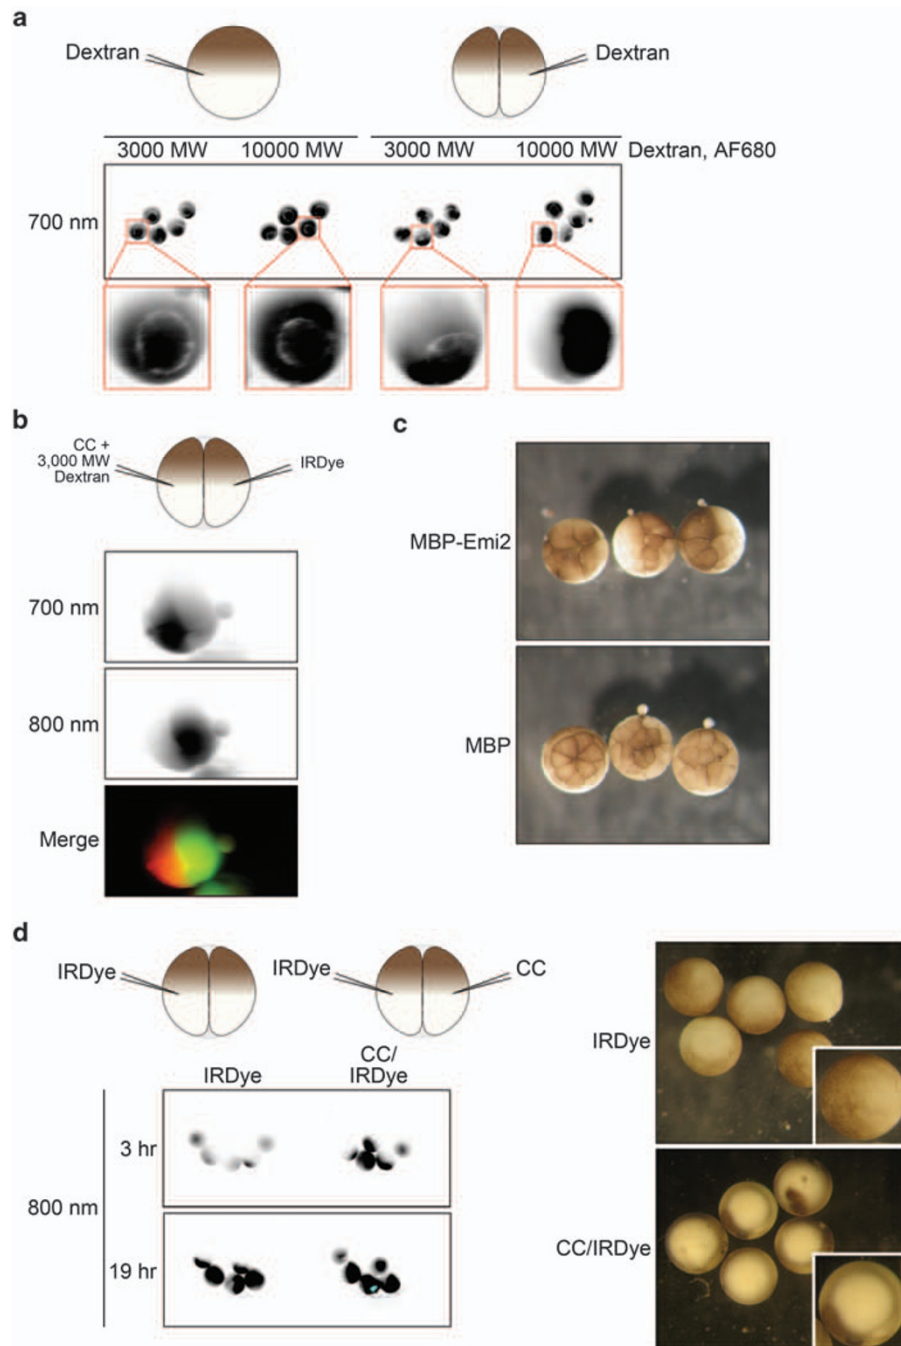 a
Dextran
Dextran
3000 MW 10000 MW 3000 MW 10000 MW Dextran, AF680
700 nm
b
CC +
3,000 MW
Dextran
IRDye
700 nm
800 nm
Merge
c
MBP-Emi2
MBP
d
IRDye
IRDye
CC
IRDye
CC/
IRDye
3 hr
800 nm
19 hr
IRDye
CC/IRDye